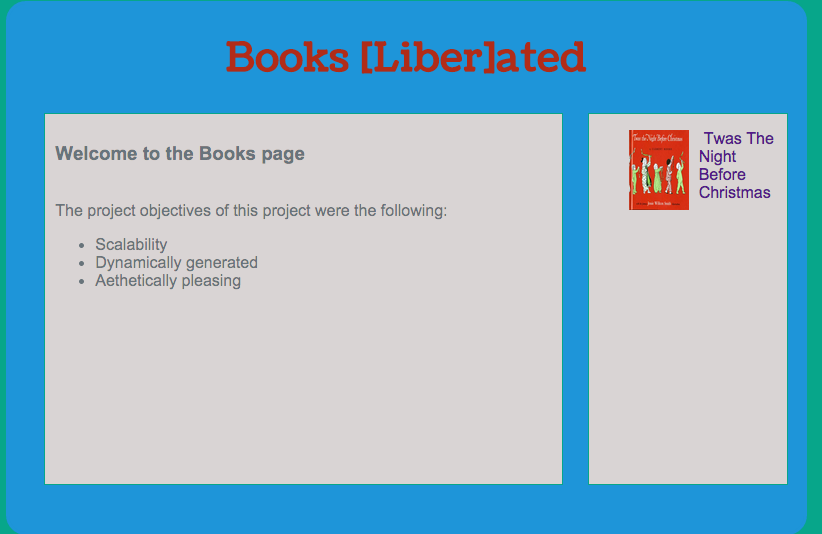 Books [Liber]ated
Welcome to the Books page
The project objectives of this project were the following:
Scalability
Dynamically generated
Aethetically pleasing
Twas the Night Before Christmas
Twas The
Night
Before
Christmas